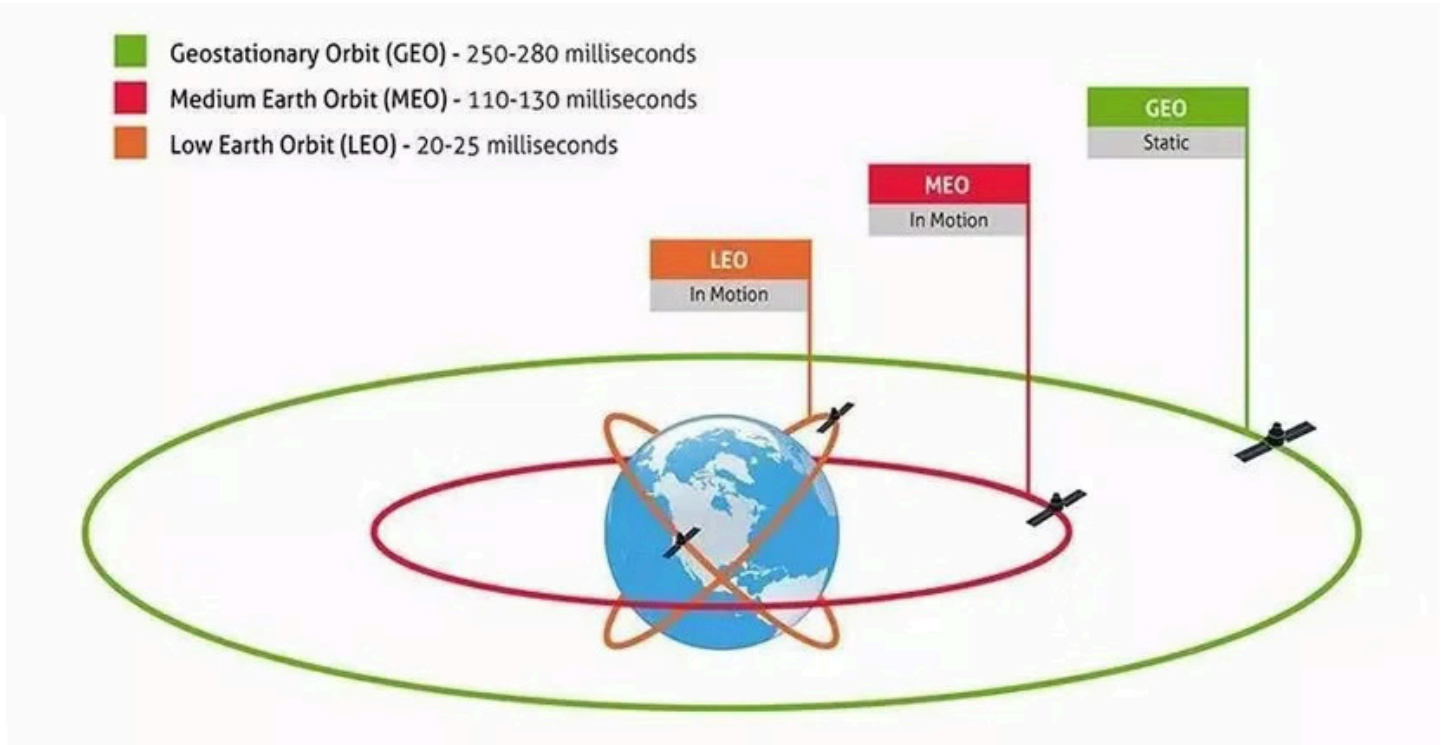 Geostationary Orbit (GEO) - 250-280 milliseconds
Medium Earth Orbit (MEO) - 110-130 milliseconds
Low Earth Orbit (LEO) - 20-25 milliseconds
GEO
Static
MEO
In Motion
LEO
In Motion